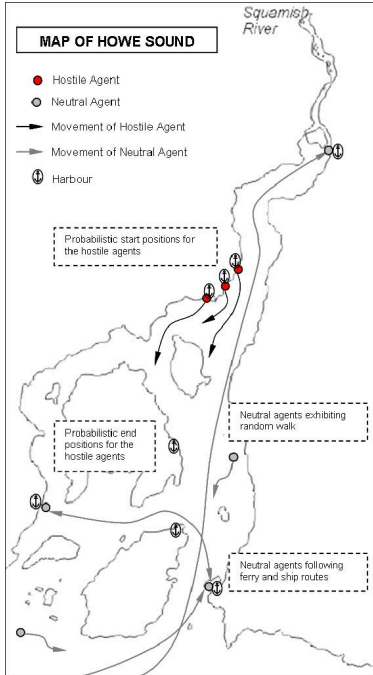 Squamish
River
MAP OF HOWE SOUND
Hostile Agent
Neutral Agent
Movement of Hostile Agent
Movement of Neutral Agent
Harbour
Probabilistic start positions for
the hostile agents
Neutral agents exhibiting
random walk
Probabilistic end
positions for the
hostile agents
Neutral agents following
ferry and ship routes